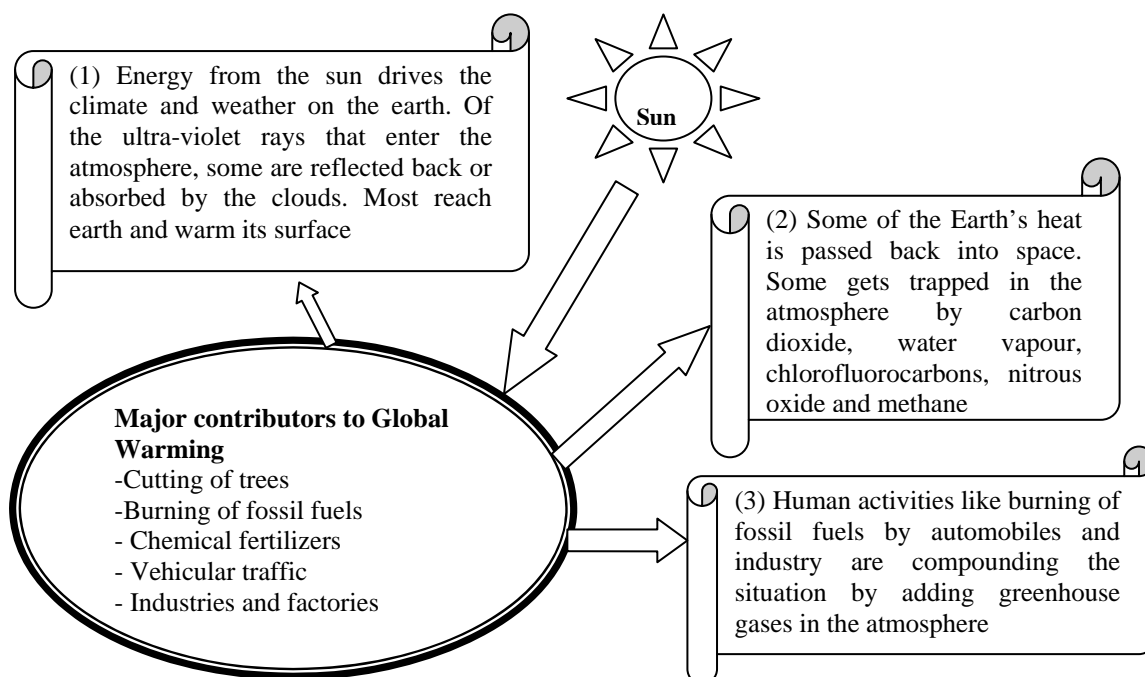 (1) Energy from the sun drives the
climate and weather on the earth. Of
the ultra-violet rays that enter the
atmosphere, some are reflected back or
absorbed by the clouds. Most reach
earth and warm its surface
Sun
(2) Some of the Earth’s heat
is passed back into space.
Some gets trapped in the
atmosphere by carbon
dioxide, water vapour,
chlorofluorocarbons, nitrous
oxide and methane
Major contributors to Global
Warming
-Cutting of trees
-Burning of fossil fuels
- Chemical fertilizers
- Vehicular traffic
- Industries and factories
(3) Human activities like burning of
fossil fuels by automobiles and
industry are compounding the
situation by adding greenhouse
gases in the atmosphere